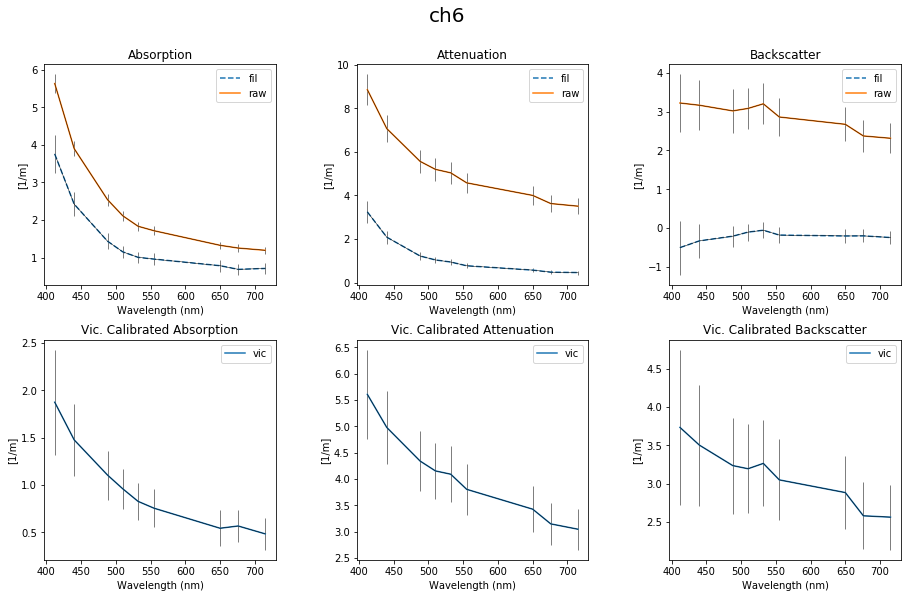 ch6
Absorption
Attenuation
Backscatter
6
5
4
3
2
1
[1/m]
fil
raw
400 450 500 550 600 650 700
Wavelength (nm)
10
8
6
4
2
0
[1/m]
fil
raw
400 450 500 550 600 650 700
Wavelength (nm)
4
3
2
1
0
−1
[1/m]
fil
raw
400 450 500 550 600 650 700
Wavelength (nm)
Vic. Calibrated Absorption
Vic. Calibrated Attenuation
Vic. Calibrated Backscatter
2.5
2.0
1.5
1.0
0.5
[1/m]
vic
400 450 500 550 600 650 700
Wavelength (nm)
6.5
6.0
5.5
5.0
4.5
4.0
3.5
3.0
2.5
[1/m]
vic
400 450 500 550 600 650 700
Wavelength (nm)
4.5
4.0
3.5
3.0
2.5
[1/m]
vic
400 450 500 550 600 650 700
Wavelength (nm)